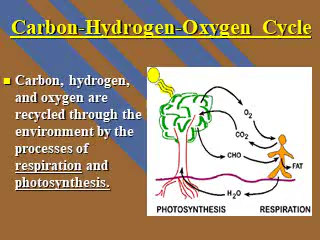 Carbon-Hydrogen-Oxygen Cycle
Carbon, hydrogen,
and oxygen are
recycled through the
environment by the
processes of
respiration and
photosynthesis.
O2
CO2
CHO
FAT
H2O
PHOTOSYNTHESIS RESPIRATION